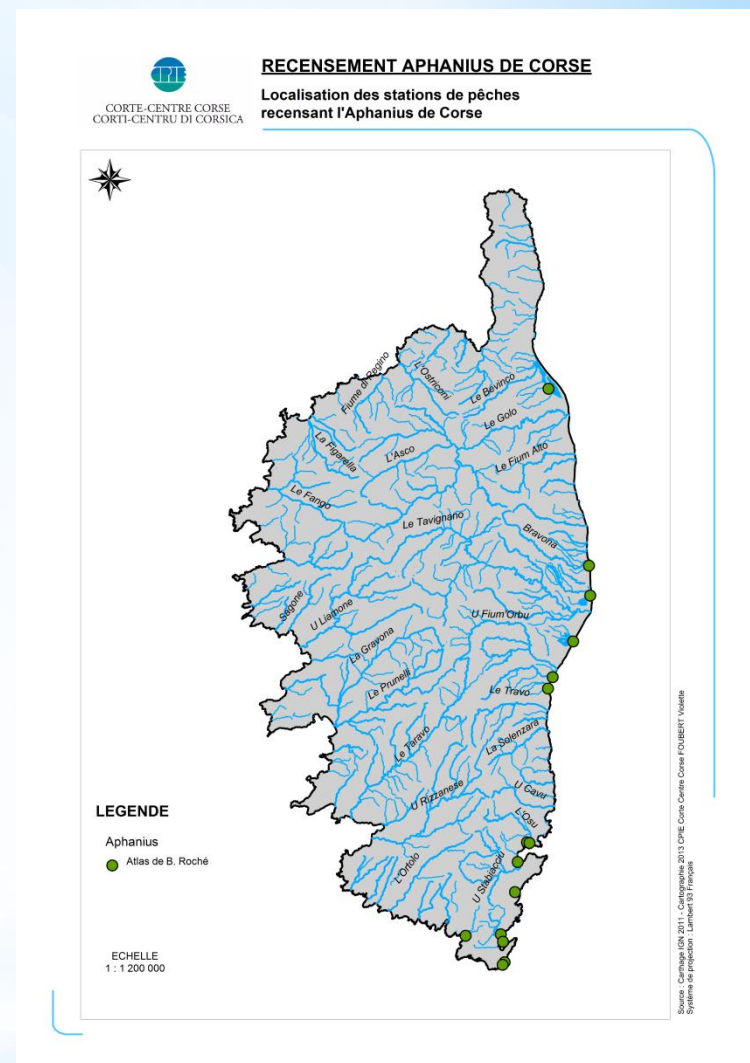 CPIE
CORTE-CENTRE CORSE
CORTI-CENTRU DI CORSICA
RECENSEMENT APHANIUS DE CORSE
Localisation des stations de pêches
recensant l'Aphanius de Corse
Fiume di Regino
L'Ostriconi
Le Bevinco
Le Golo
La Figarella
L'Asco
Le Fium Alto
Le Fango
Le Tavignano
Bravona
Sagone
U Liamone
U Fium'Orbu
La Gravona
Le Prunelli
Le Travo
Le Taravo
La Solenzara
U Rizzanese
U Cavu
L'Osu
L'Ortolo
U Stabiacciu
LEGENDE
Aphanius
Atlas de B. Roché
ECHELLE
1 : 1 200 000
Source : Carthage IGN 2011 - Cartographie 2013 CPIE Corte Centre Corse FOUBERT Violette
Système de projection : Lambert 93 Français